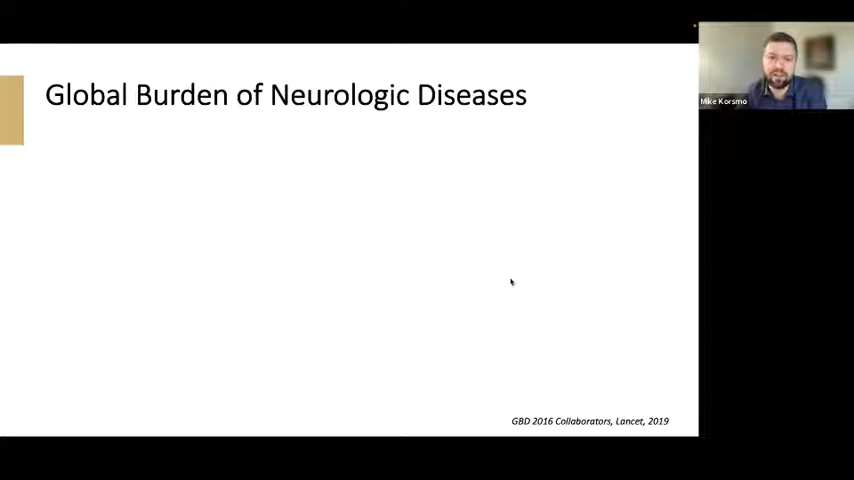 Global Burden of Neurologic Diseases
Mike Korsmo
GBD 2016 Collaborators, Lancet, 2019